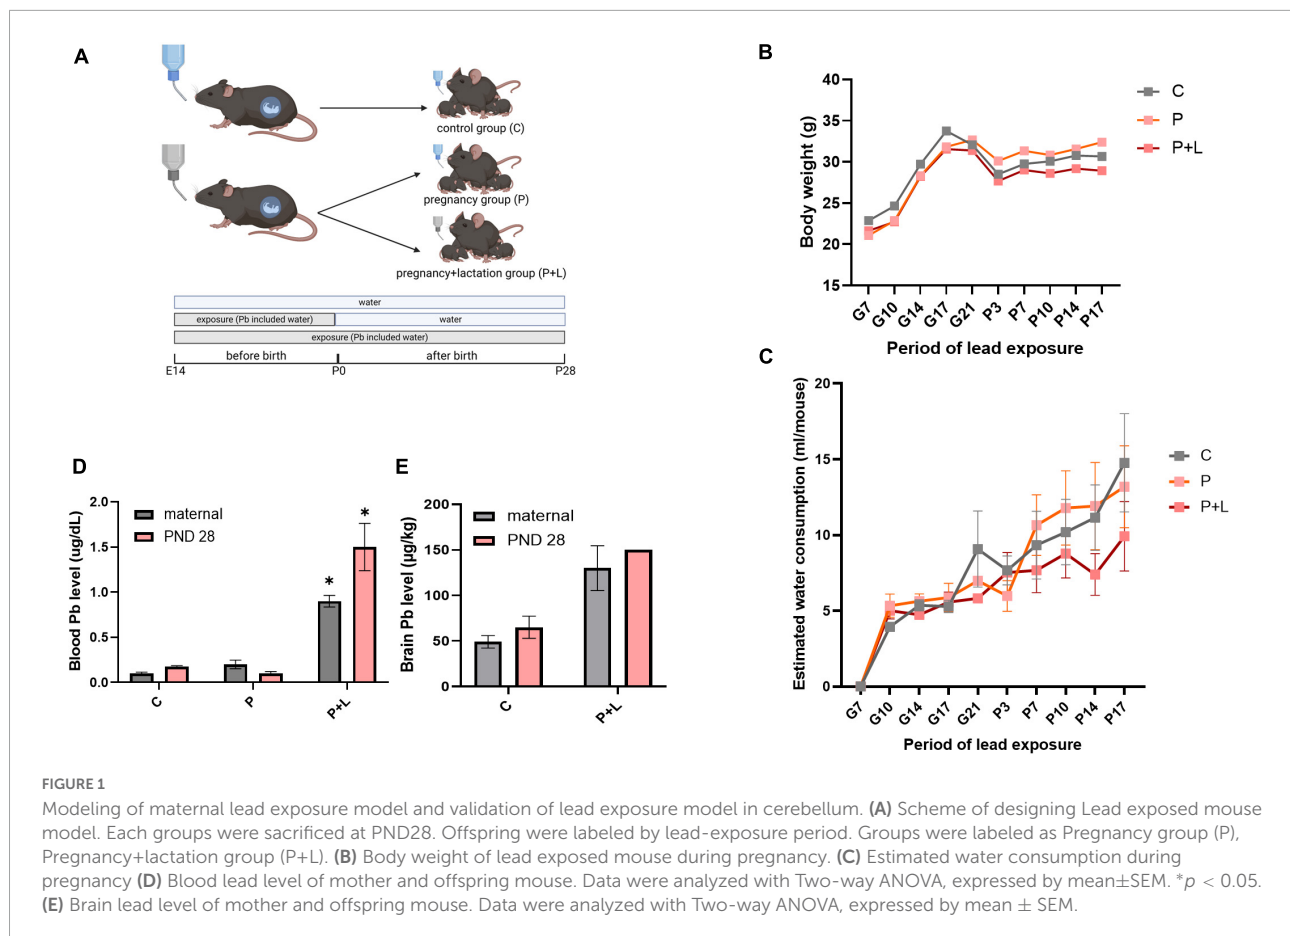 A
control group (C)
pregnancy group (P)
pregnancy+lactation group (P+L)
water
exposure (Pb included water)
water
exposure (Pb included water)
before birth
after birth
E14
P0
P28
B
Body weight (g)
40
35
30
25
20
15
G7
G10
G14
G17
G21
P3
P7
P10
P14
P17
Period of lead exposure
C
P
P+L
C
Estimated water consumption (ml/mouse)
20
15
10
5
0
G7
G10
G14
G17
G21
P3
P7
P10
P14
P17
Period of lead exposure
C
P
P+L
D
Blood Pb level (ug/dL)
2.0
1.5
1.0
0.5
0.0
maternal
PND 28
*
*
C
P
P+L
E
Brain Pb level (μg/kg)
200
150
100
50
0
maternal
PND 28
C
P+L
FIGURE 1
Modeling of maternal lead exposure model and validation of lead exposure model in cerebellum. (A) Scheme of designing Lead exposed mouse
model. Each groups were sacrificed at PND28. Offspring were labeled by lead-exposure period. Groups were labeled as Pregnancy group (P),
Pregnancy+lactation group (P+L). (B) Body weight of lead exposed mouse during pregnancy. (C) Estimated water consumption during
pregnancy (D) Blood lead level of mother and offspring mouse. Data were analyzed with Two-way ANOVA, expressed by mean±SEM. *p < 0.05.
(E) Brain lead level of mother and offspring mouse. Data were analyzed with Two-way ANOVA, expressed by mean ± SEM.